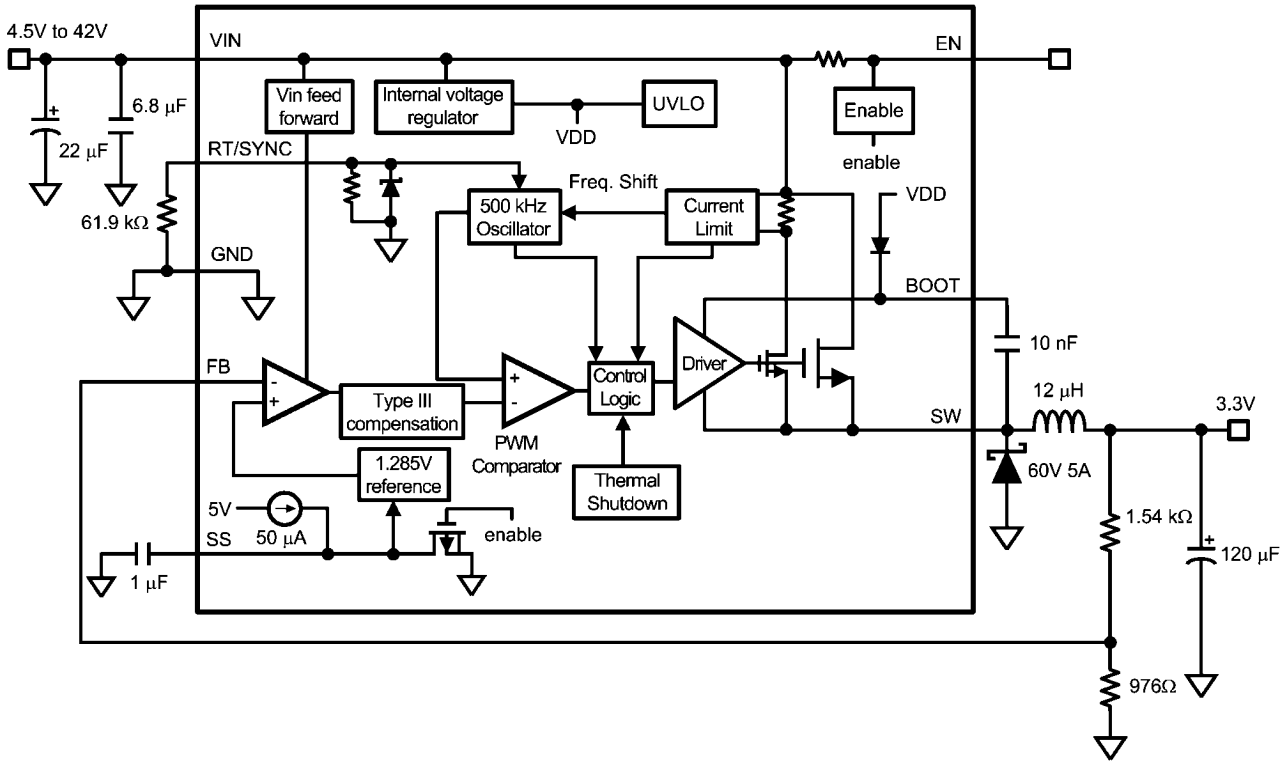 4.5V to 42V
VIN
EN
6.8 µF
22 µF
Vin feed
forward
Internal voltage
regulator
VDD
UVLO
Enable
enable
RT/SYNC
61.9 kΩ
GND
500 kHz
Oscillator
Freq. Shift
Current
Limit
VDD
BOOT
10 nF
FB
-
+
Type III
compensation
+
-
PWM
Comparator
Control
Logic
Driver
SW
12 µH
3.3V
60V 5A
1.285V
reference
Thermal
Shutdown
5V
50 µA
SS
enable
1 µF
1.54 kΩ
+
120 µF
976Ω
+